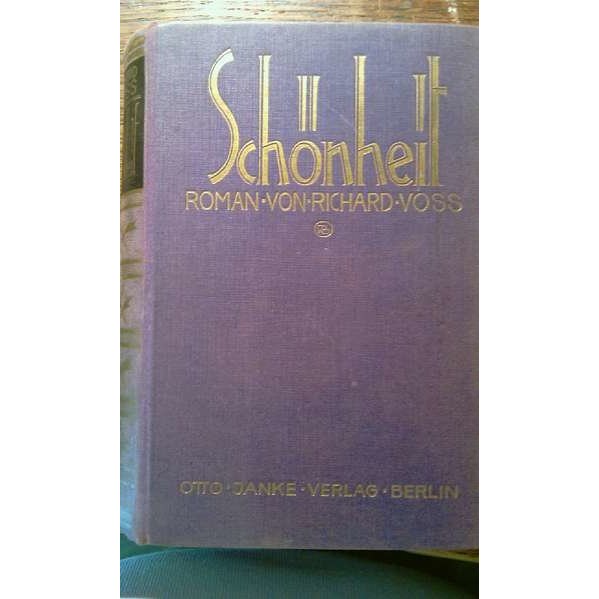 Schönheit
ROMAN·VON·RICHARD·VOSS
OTTO·JANKE·VERLAG·BERLIN